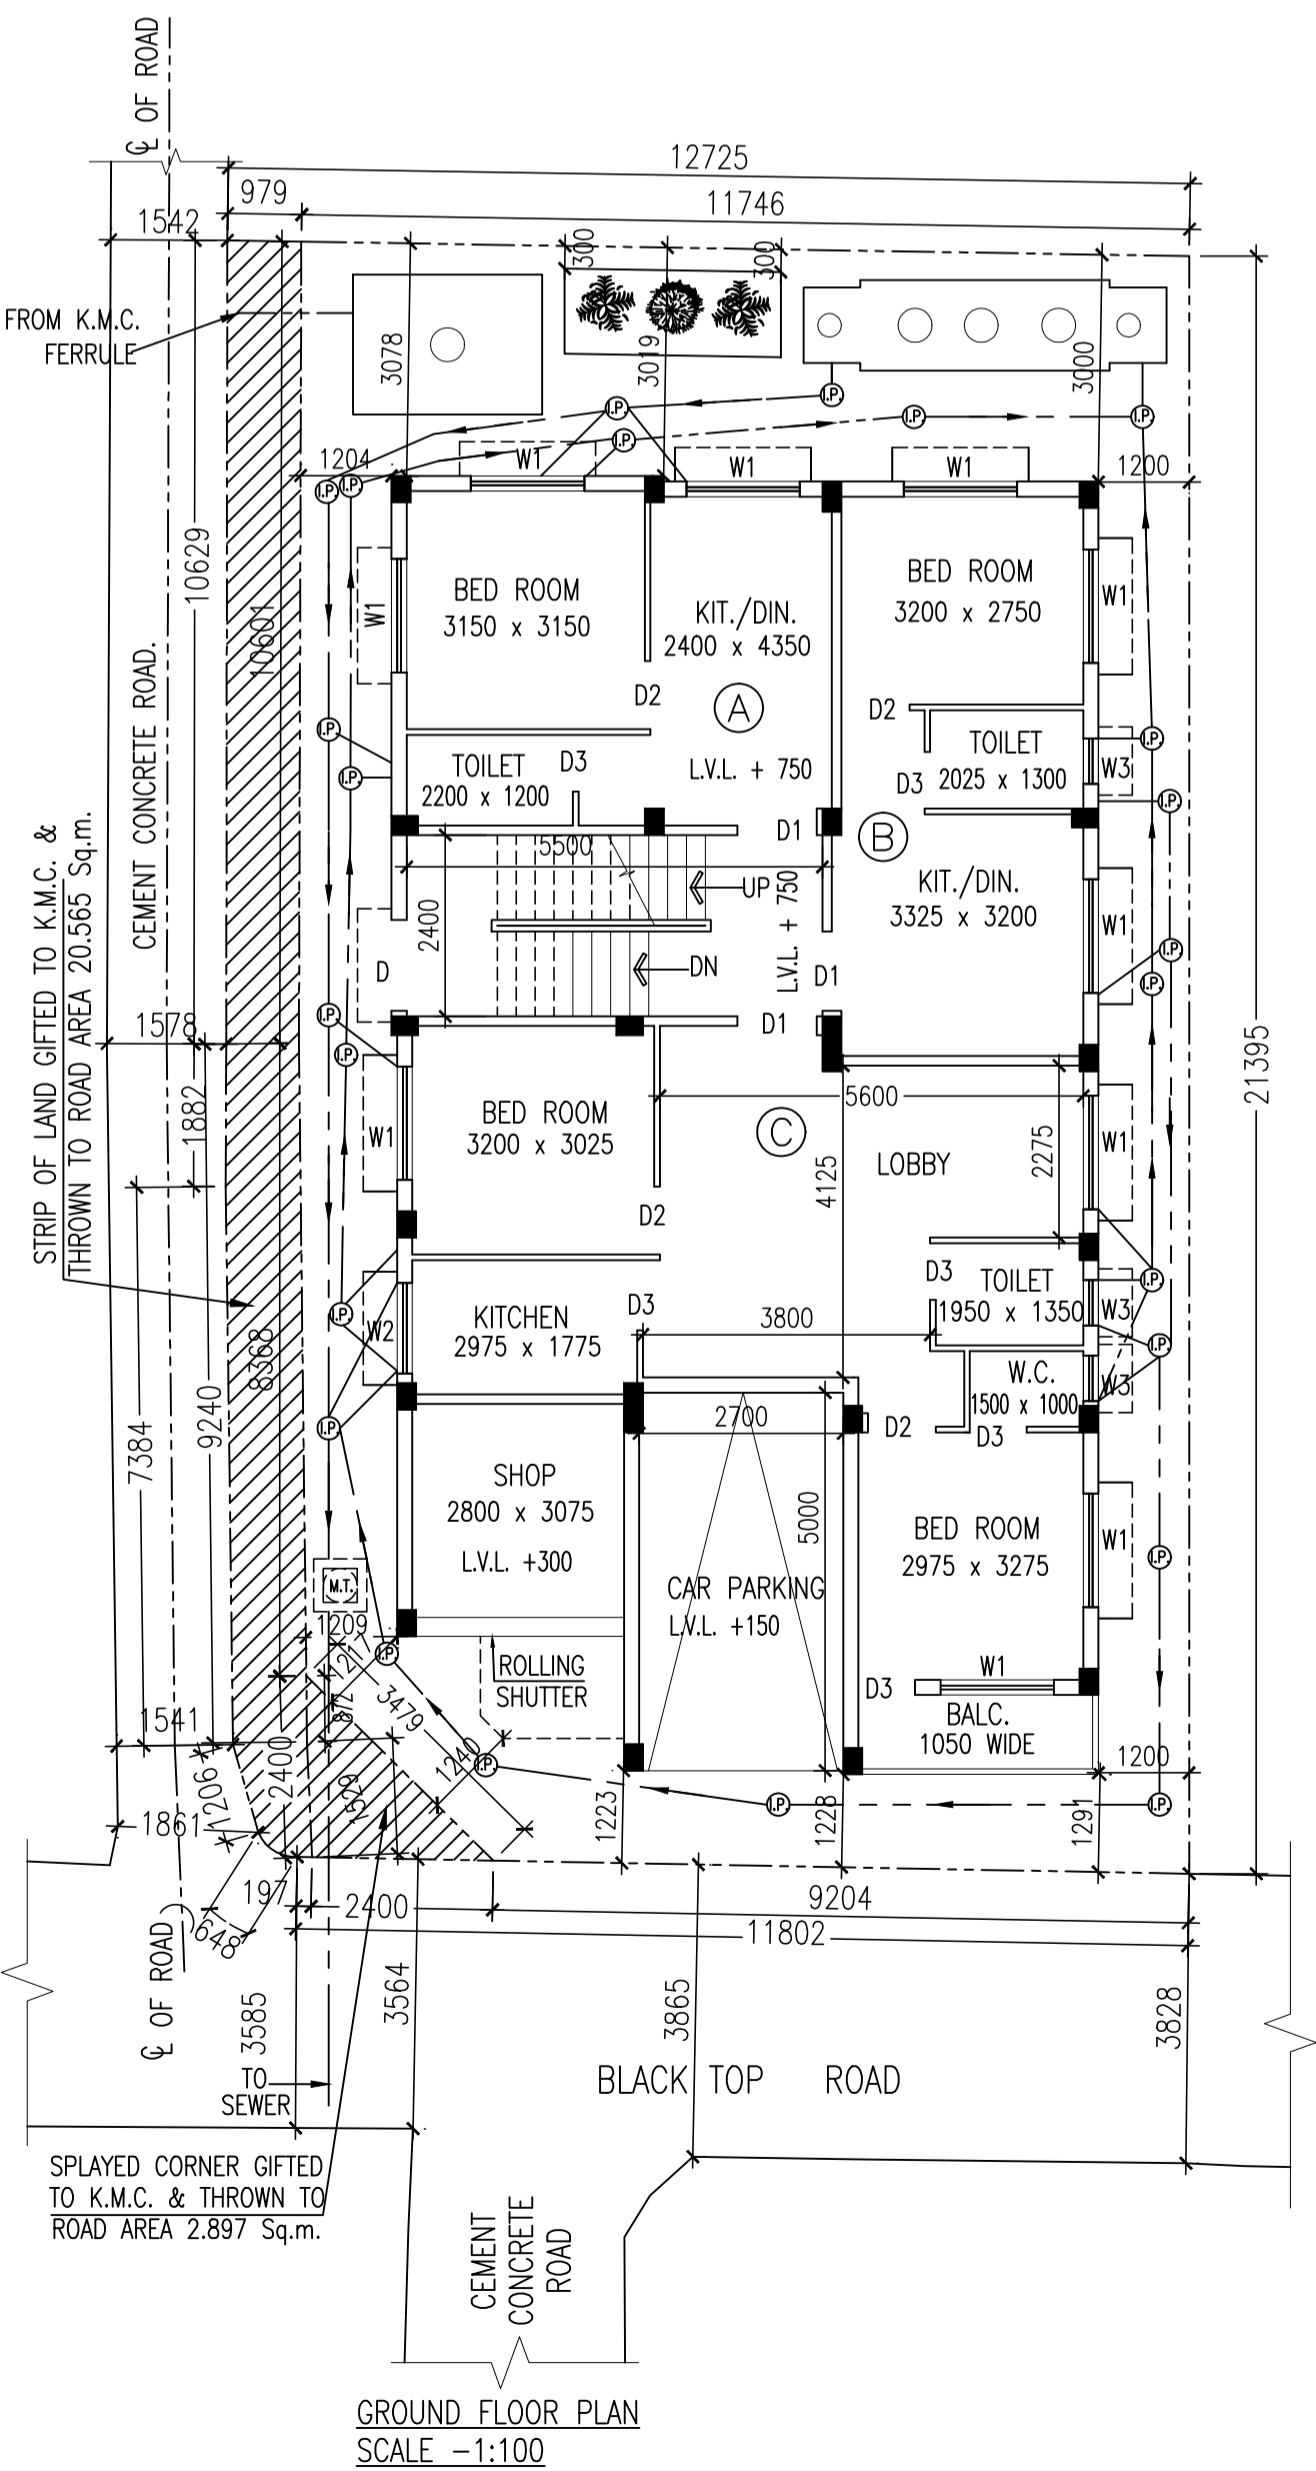 ℄ OF ROAD
12725
979
11746
1542
300
300
FROM K.M.C.
FERRULE
3078
3019
3000
I.P.
I.P.
I.P.
I.P.
I.P.
1204
W1
W1
W1
1200
I.P.
I.P.
10629
10601
CEMENT CONCRETE ROAD.
STRIP OF LAND GIFTED TO K.M.C. &
THROWN TO ROAD AREA 20.565 Sq.m.
W1
BED ROOM
3150 x 3150
KIT./DIN.
2400 x 4350
BED ROOM
3200 x 2750
W1
D2
A
D2
I.P.
I.P.
TOILET
2200 x 1200
D3
L.V.L. + 750
TOILET
2025 x 1300
D3
W3
I.P.
I.P.
D1
B
5500
UP
KIT./DIN.
3325 x 3200
W1
2400
L.V.L. + 750
D
DN
D1
I.P.
I.P.
I.P.
D1
1578
I.P.
1882
5600
W1
BED ROOM
3200 x 3025
C
4125
LOBBY
2275
W1
21395
D2
D3
TOILET
1950 x 1350
W3
I.P.
I.P.
W2
KITCHEN
2975 x 1775
D3
3800
I.P.
8368
9240
7384
W.C.
1500 x 1000
W3
I.P.
2700
D2
D3
SHOP
2800 x 3075
L.V.L. +300
5000
BED ROOM
2975 x 3275
W1
I.P.
M.T.
CAR PARKING
L.V.L. +150
1209
1217
I.P.
ROLLING
SHUTTER
D3
W1
BALC.
1050 WIDE
3479
1541
1240
I.P.
1200
1206
2400
1529
1861
1223
1228
I.P.
1291
I.P.
197
2400
9204
11802
648
℄ OF ROAD
3585
3564
3865
3828
TO
SEWER
BLACK TOP ROAD
SPLAYED CORNER GIFTED
TO K.M.C. & THROWN TO
ROAD AREA 2.897 Sq.m.
CEMENT
CONCRETE
ROAD
GROUND FLOOR PLAN
SCALE -1:100